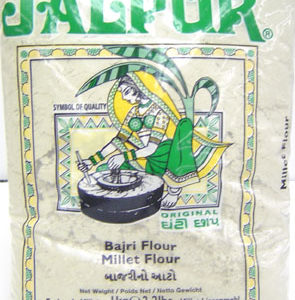 JALPUR®
SYMBOL OF QUALITY
ORIGINAL
ઘંટી છાપ
Bajri Flour
Millet Flour
બાજરીનો આટો
Net Weight / Poids Net / Netto Gewicht
Millet Flour